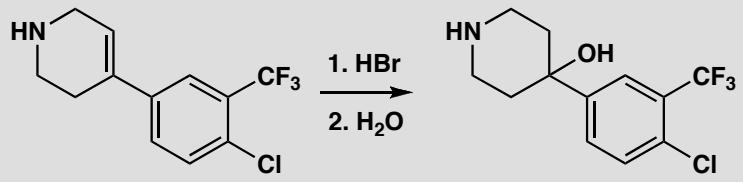 HN
CF3
Cl
1. HBr
2. H2O
HN
OH
CF3
Cl